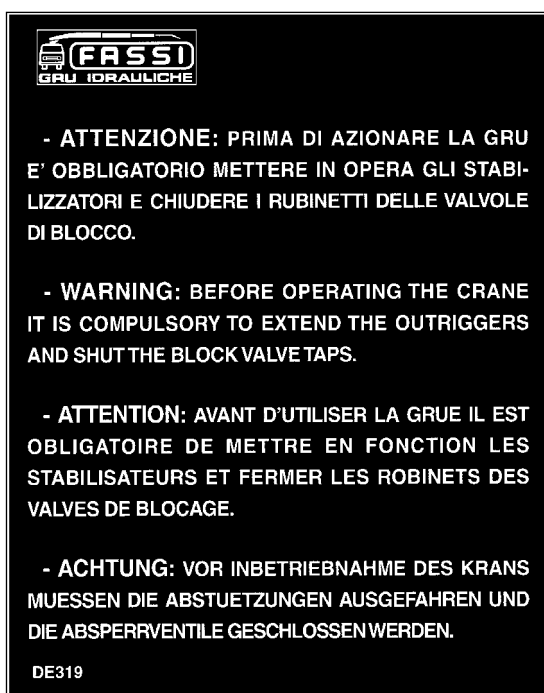 FASSI
GRU IDRAULICHE
- ATTENZIONE: PRIMA DI AZIONARE LA GRU
E' OBBLIGATORIO METTERE IN OPERA GLI STABI-
LIZZATORI E CHIUDERE I RUBINETTI DELLE VALVOLE
DI BLOCCO.
- WARNING: BEFORE OPERATING THE CRANE
IT IS COMPULSORY TO EXTEND THE OUTRIGGERS
AND SHUT THE BLOCK VALVE TAPS.
- ATTENTION: AVANT D'UTILISER LA GRUE IL EST
OBLIGATOIRE DE METTRE EN FONCTION LES
STABILISATEURS ET FERMER LES ROBINETS DES
VALVES DE BLOCAGE.
- ACHTUNG: VOR INBETRIEBNAHME DES KRANS
MUESSEN DIE ABSTUETZUNGEN AUSGEFAHREN UND
DIE ABSPERRVENTILE GESCHLOSSEN WERDEN.
DE319